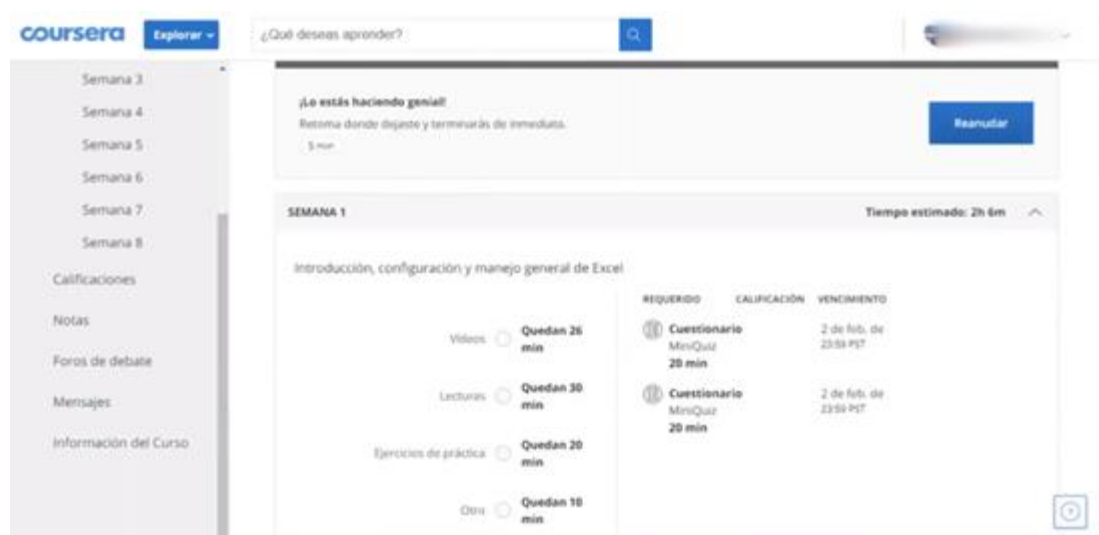 coursera
Explorar
¿Qué deseas aprender?
Semana 3
Semana 4
Semana 5
Semana 6
Semana 7
Semana 8
Calificaciones
Notas
Foros de debate
Mensajes
Información del Curso
¡Lo estás haciendo genial!
Retoma donde dejaste y terminarás de inmediato.
5 min
Reanudar
SEMANA 1
Tiempo estimado: 2h 6m
Introducción, configuración y manejo general de Excel
Vídeos
Quedan 26
min
Lecturas
Quedan 30
min
Ejercicios de práctica
Quedan 20
min
Otro
Quedan 10
min
REQUERIDO CALIFICACIÓN VENCIMIENTO
Cuestionario
MiniQuiz
20 min
2 de feb. de
23:59 PST
Cuestionario
MiniQuiz
20 min
2 de feb. de
23:59 PST